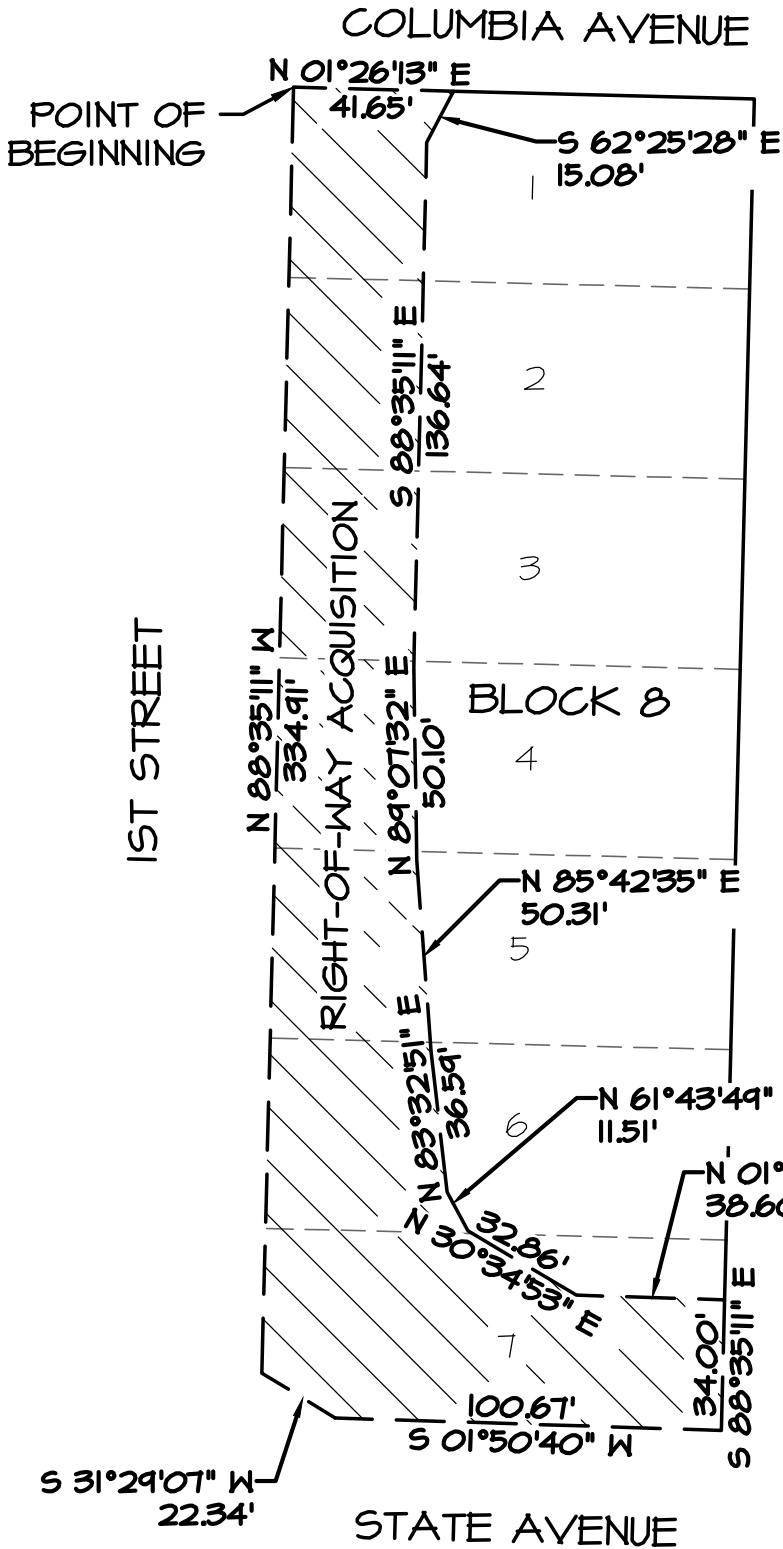 COLUMBIA AVENUE
N 01°26'13" E
41.65'
POINT OF
BEGINNING
S 62°25'28" E
15.08'
1
S 88°35'11" E
136.64'
2
3
RIGHT-OF-WAY ACQUISITION
1ST STREET
N 88°35'11" W
334.91'
N 89°07'32" E
50.10'
BLOCK 8
4
N 85°42'35" E
50.31'
5
N 83°32'51" E
36.59'
N 61°43'49"
11.51'
6
N 01°
38.60
32.86'
N 30°34'53" E
7
34.00'
S 88°35'11" E
100.67'
S 01°50'40" W
S 31°29'07" W
22.34'
STATE AVENUE